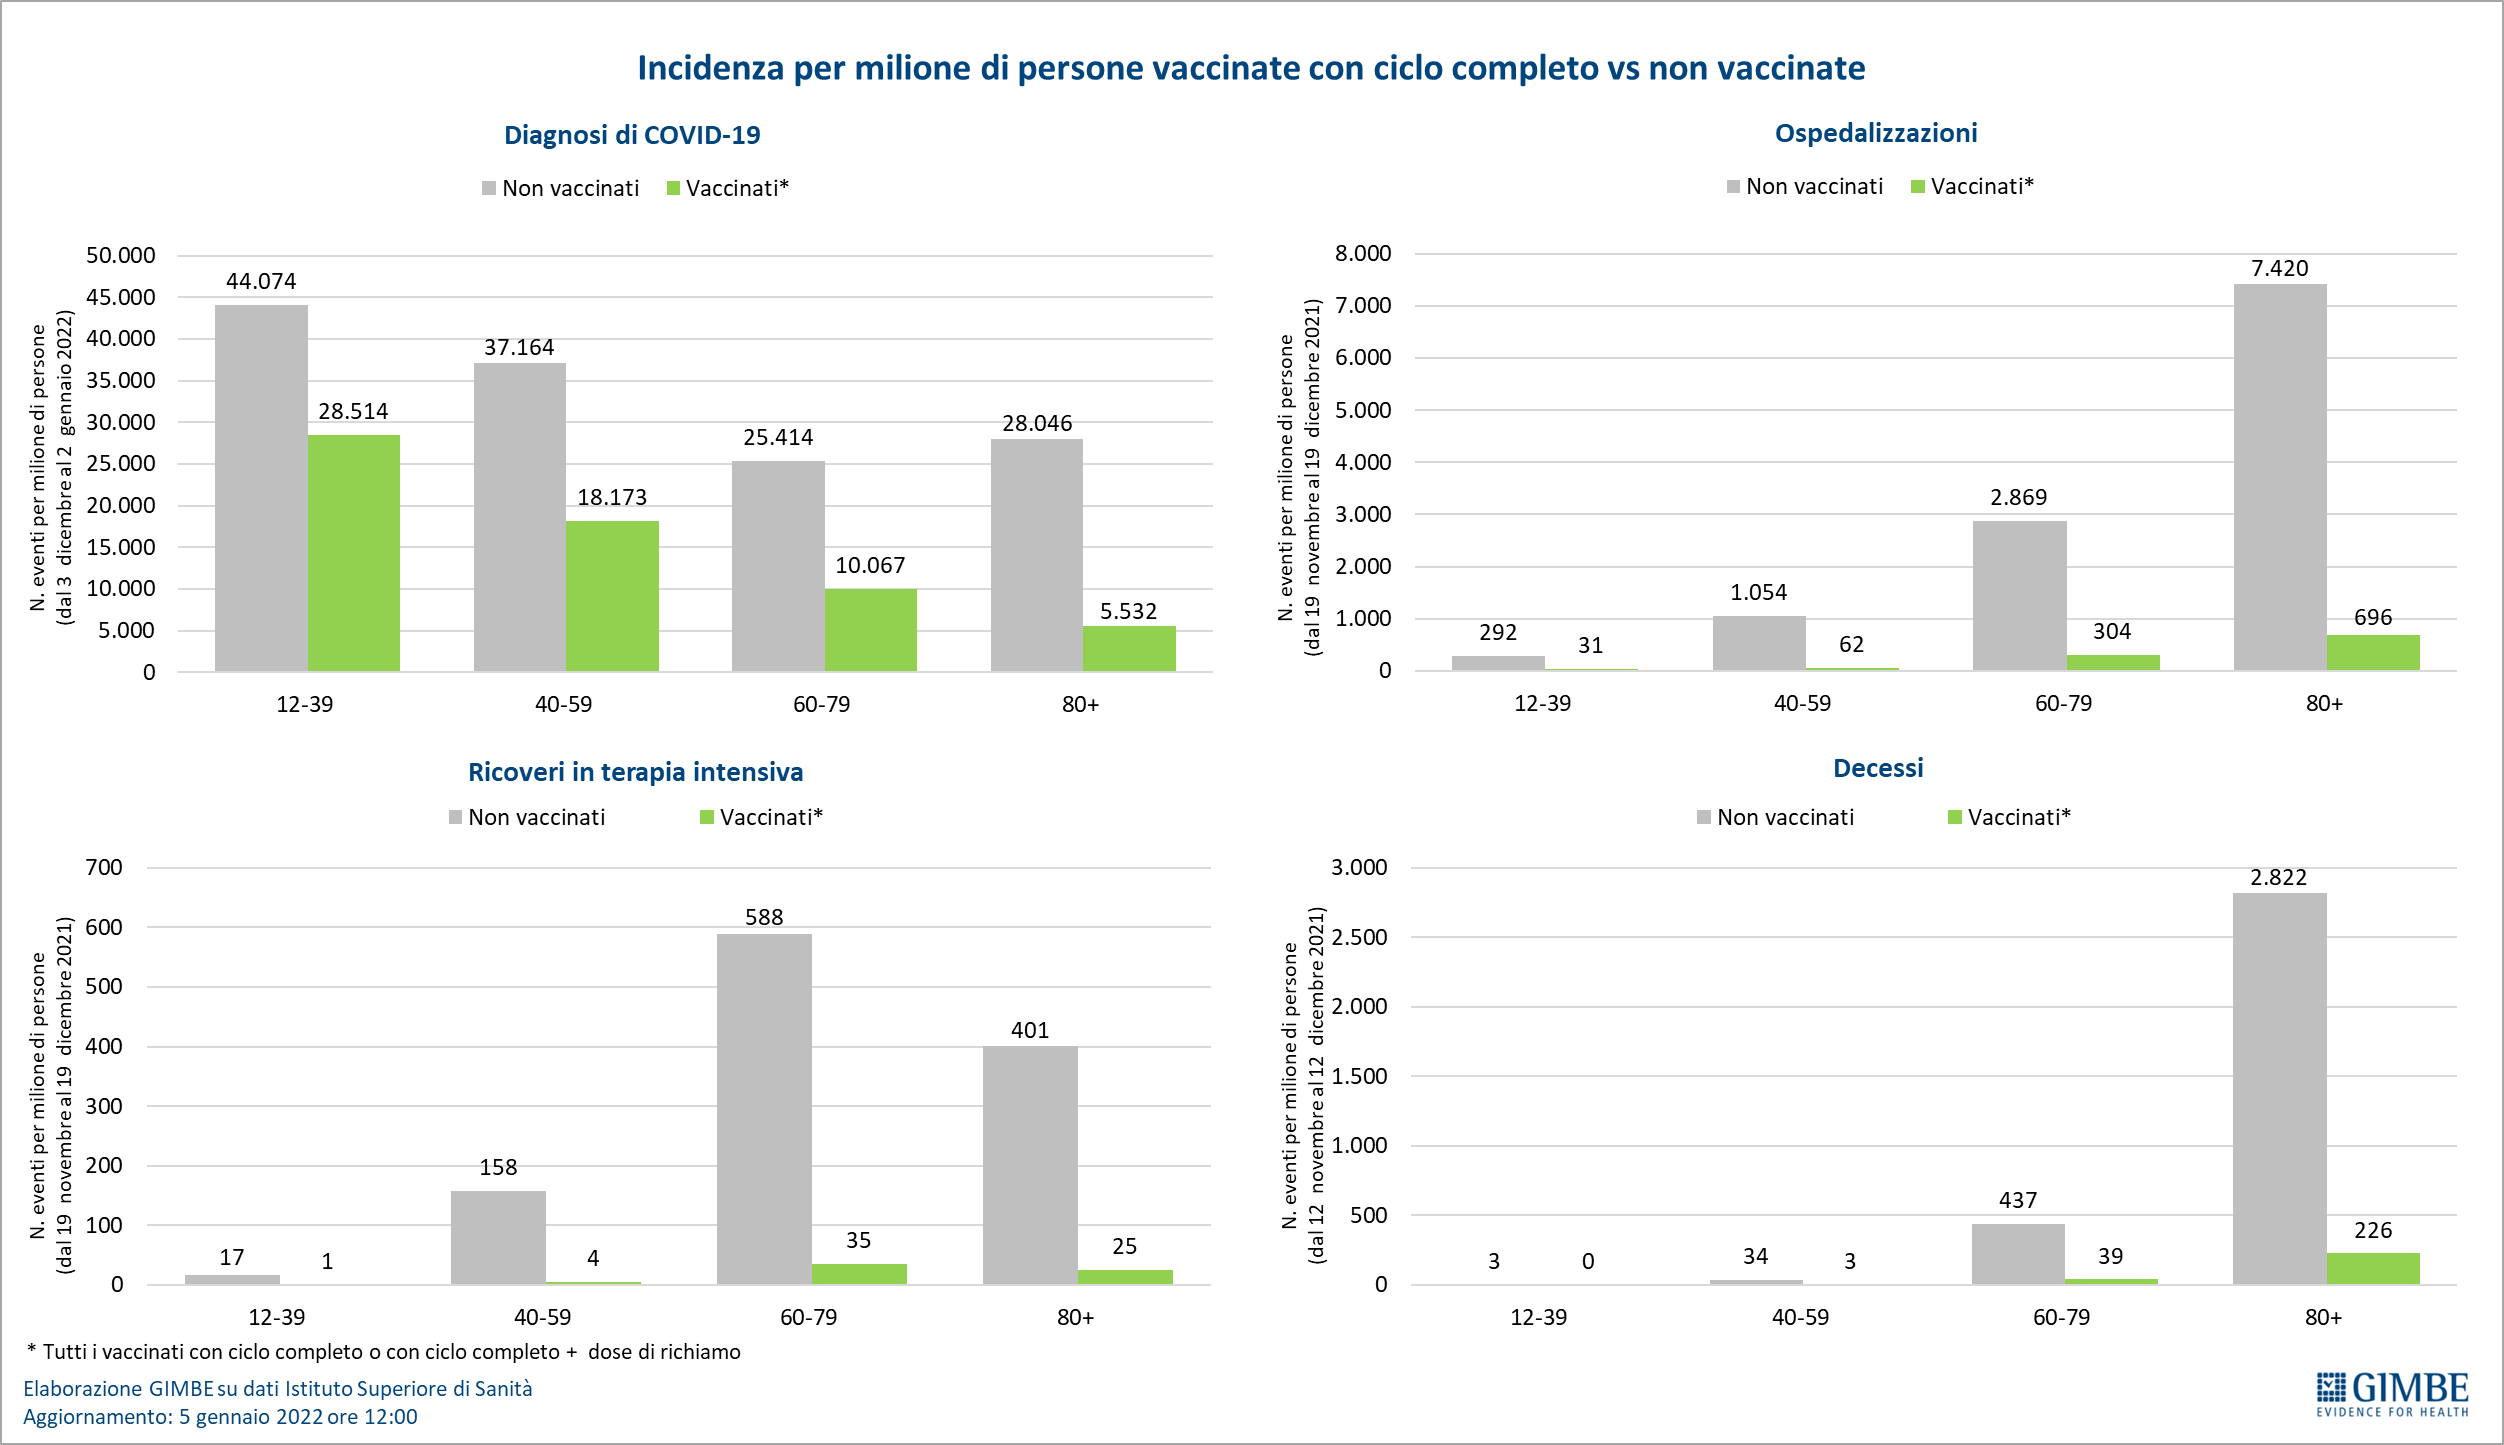 Incidenza per milione di persone vaccinate con ciclo completo vs non vaccinate
Diagnosi di COVID-19
Non vaccinati Vaccinati*
N. eventi per milione di persone
(dal 3 dicembre al 2 gennaio 2022)
50.000
45.000
40.000
35.000
30.000
25.000
20.000
15.000
10.000
5.000
0
44.074
28.514
37.164
18.173
25.414
10.067
28.046
5.532
12-39 40-59 60-79 80+
Ospedalizzazioni
Non vaccinati Vaccinati*
N. eventi per milione di persone
(dal 19 novembre al 19 dicembre 2021)
8.000
7.000
6.000
5.000
4.000
3.000
2.000
1.000
0
292
31
1.054
62
2.869
304
7.420
696
12-39 40-59 60-79 80+
Ricoveri in terapia intensiva
Non vaccinati Vaccinati*
N. eventi per milione di persone
(dal 19 novembre al 19 dicembre 2021)
700
600
500
400
300
200
100
0
17
1
158
4
588
35
401
25
12-39 40-59 60-79 80+
Decessi
Non vaccinati Vaccinati*
N. eventi per milione di persone
(dal 12 novembre al 12 dicembre 2021)
3.000
2.500
2.000
1.500
1.000
500
0
3
0
34
3
437
39
2.822
226
12-39 40-59 60-79 80+
* Tutti i vaccinati con ciclo completo o con ciclo completo + dose di richiamo
Elaborazione GIMBE su dati Istituto Superiore di Sanità
Aggiornamento: 5 gennaio 2022 ore 12:00
GIMBE
EVIDENCE FOR HEALTH